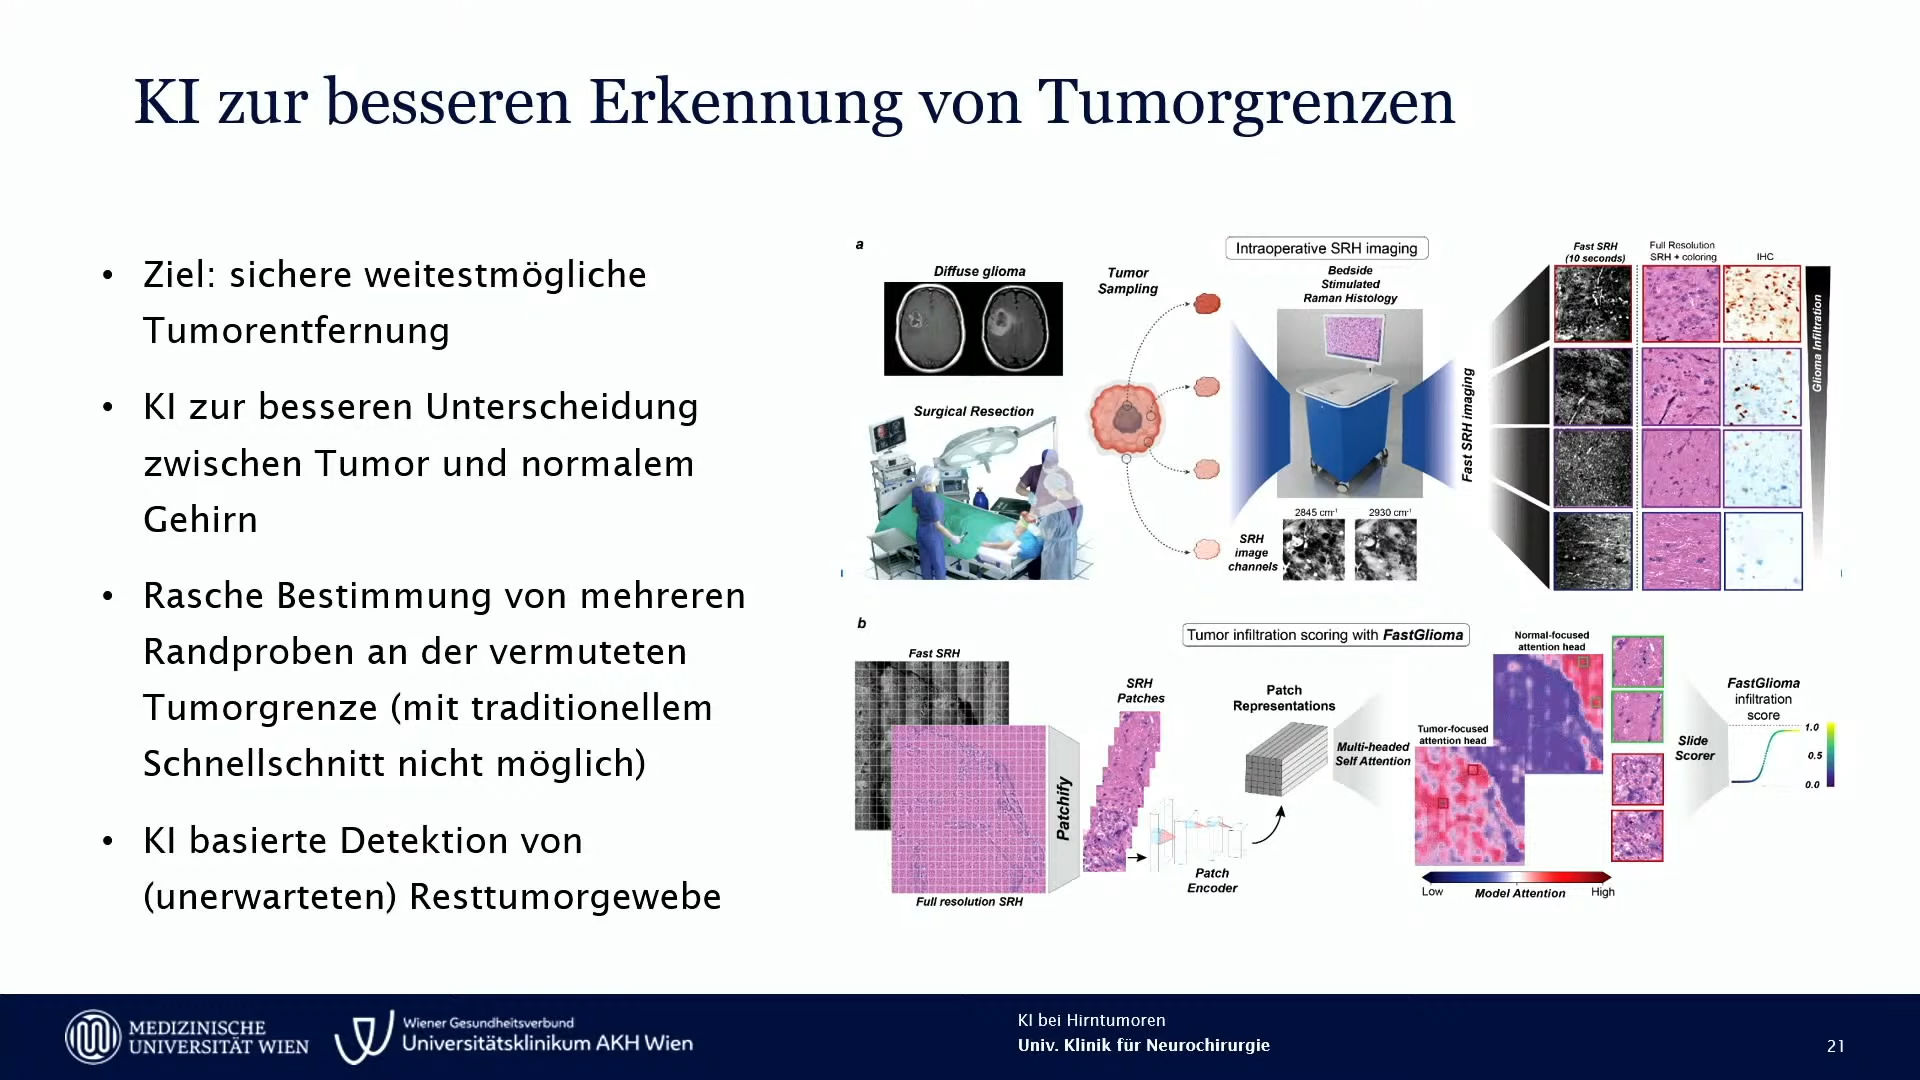 KI zur besseren Erkennung von Tumorgrenzen
• Ziel: sichere weitestmögliche
Tumorentfernung
• KI zur besseren Unterscheidung
zwischen Tumor und normalem
Gehirn
• Rasche Bestimmung von mehreren
Randproben an der vermuteten
Tumorgrenze (mit traditionellem
Schnellschnitt nicht möglich)
• KI basierte Detektion von
(unerwarteten) Resttumorgewebe
a
Intraoperative SRH imaging
Diffuse glioma
Surgical Resection
Tumor
Sampling
Bedside
Stimulated
Raman Histology
2845 cm⁻¹
2930 cm⁻¹
SRH
image
channels
Fast SRH imaging
Fast SRH
(10 seconds)
Full Resolution
SRH + coloring
IHC
Glioma Infiltration
b
Tumor infiltration scoring with FastGlioma
Fast SRH
Full resolution SRH
Patchify
SRH
Patches
Patch
Encoder
Patch
Representations
Multi-headed
Self Attention
Normal-focused
attention head
Tumor-focused
attention head
Low
Model Attention
High
Slide
Scorer
FastGlioma
infiltration
score
1.0
0.5
0.0
MEDIZINISCHE
UNIVERSITÄT WIEN
Wiener Gesundheitsverbund
Universitätsklinikum AKH Wien
KI bei Hirntumoren
Univ. Klinik für Neurochirurgie
21